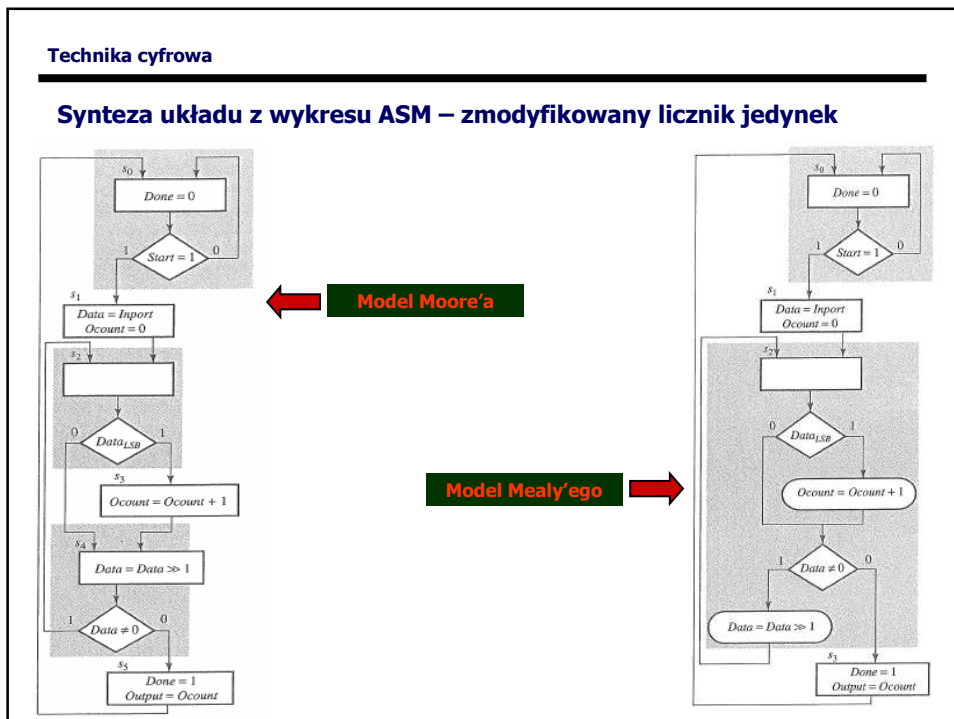 Technika cyfrowa
Synteza układu z wykresu ASM – zmodyfikowany licznik jedynek
s0
Done = 0
1
0
Start = 1
s1
Data = Inport
Ocount = 0
s2
0
1
DataLSB
s3
Ocount = Ocount + 1
s4
Data = Data ≫ 1
1
0
Data ≠ 0
s5
Done = 1
Output = Ocount
Model Moore’a
Model Mealy’ego
s0
Done = 0
1
0
Start = 1
s1
Data = Inport
Ocount = 0
s2
0
1
DataLSB
Ocount = Ocount + 1
1
0
Data ≠ 0
Data = Data ≫ 1
s3
Done = 1
Output = Ocount